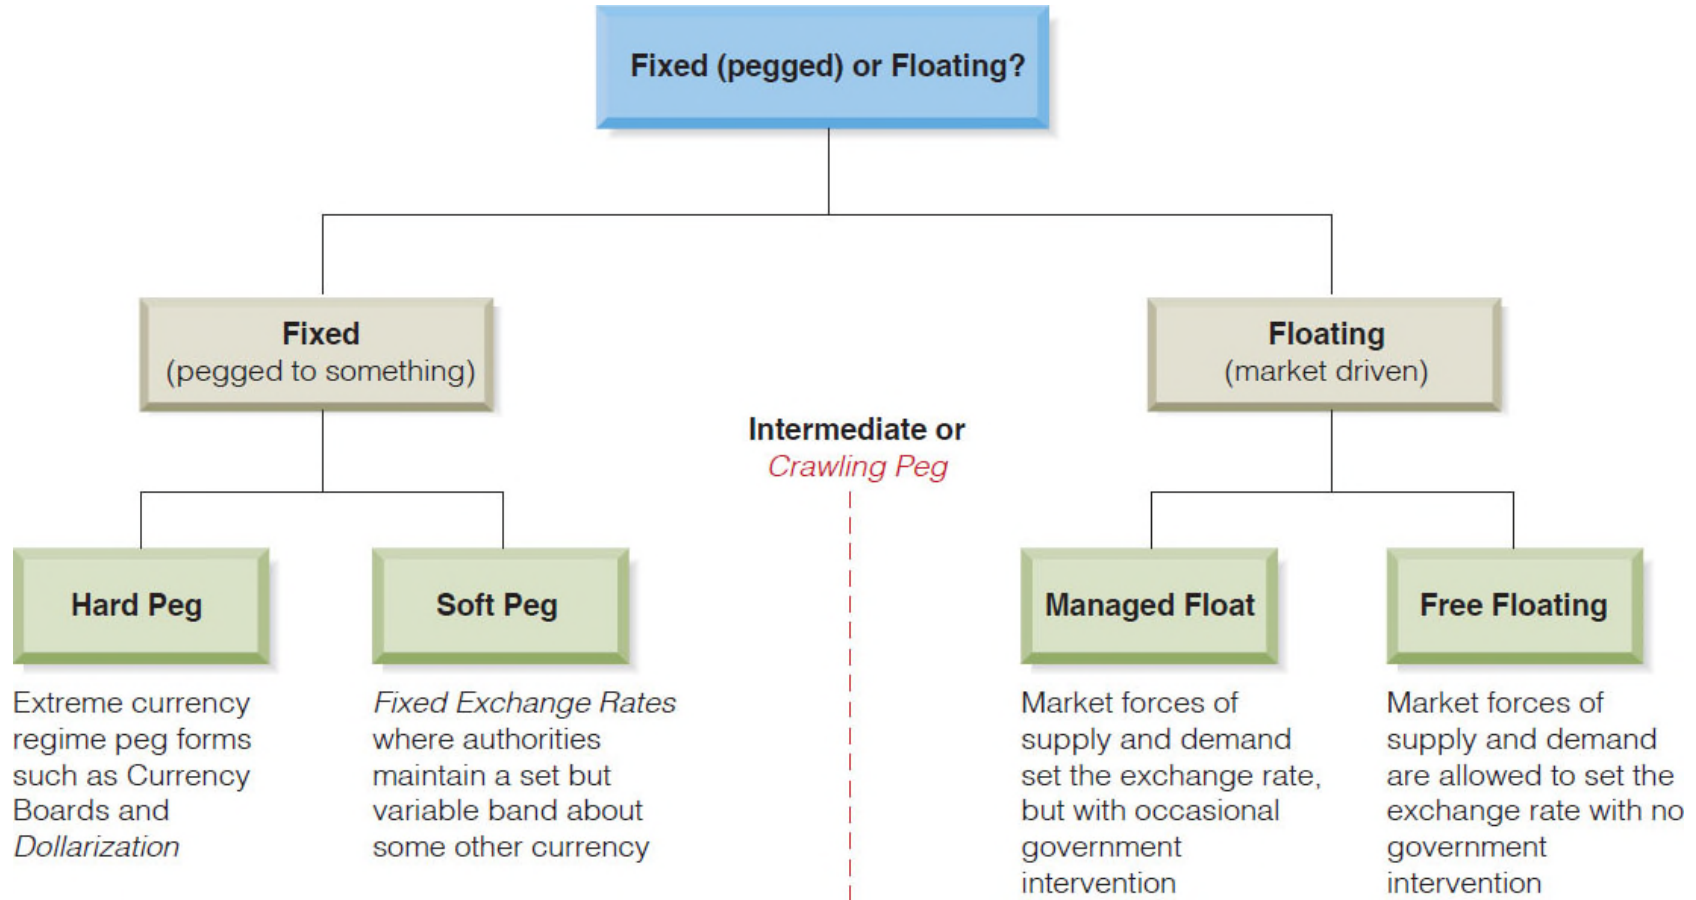 Fixed (pegged) or Floating?
Fixed
(pegged to something)
Floating
(market driven)
Intermediate or
Crawling Peg
Hard Peg
Extreme currency
regime peg forms
such as Currency
Boards and
Dollarization
Soft Peg
Fixed Exchange Rates
where authorities
maintain a set but
variable band about
some other currency
Managed Float
Market forces of
supply and demand
set the exchange rate,
but with occasional
government
intervention
Free Floating
Market forces of
supply and demand
are allowed to set the
exchange rate with no
government
intervention